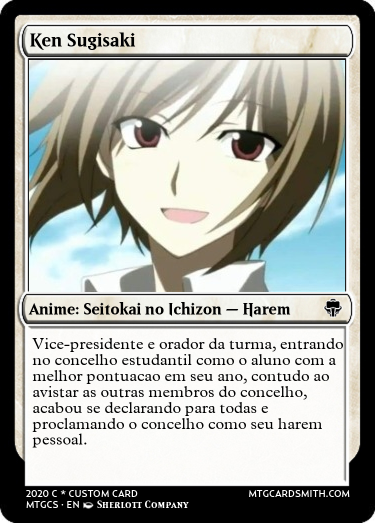 Ken Sugisaki
Anime: Seitokai no Ichizon — Harem
Vice-presidente e orador da turma, entrando
no concelho estudantil como o aluno com a
melhor pontuacao em seu ano, contudo ao
avistar as outras membros do concelho,
acabou se declarando para todas e
proclamando o concelho como seu harem
pessoal.
2020 C * CUSTOM CARD
MTGCARDSMITH.COM
MTGCS · EN Sherlott Company